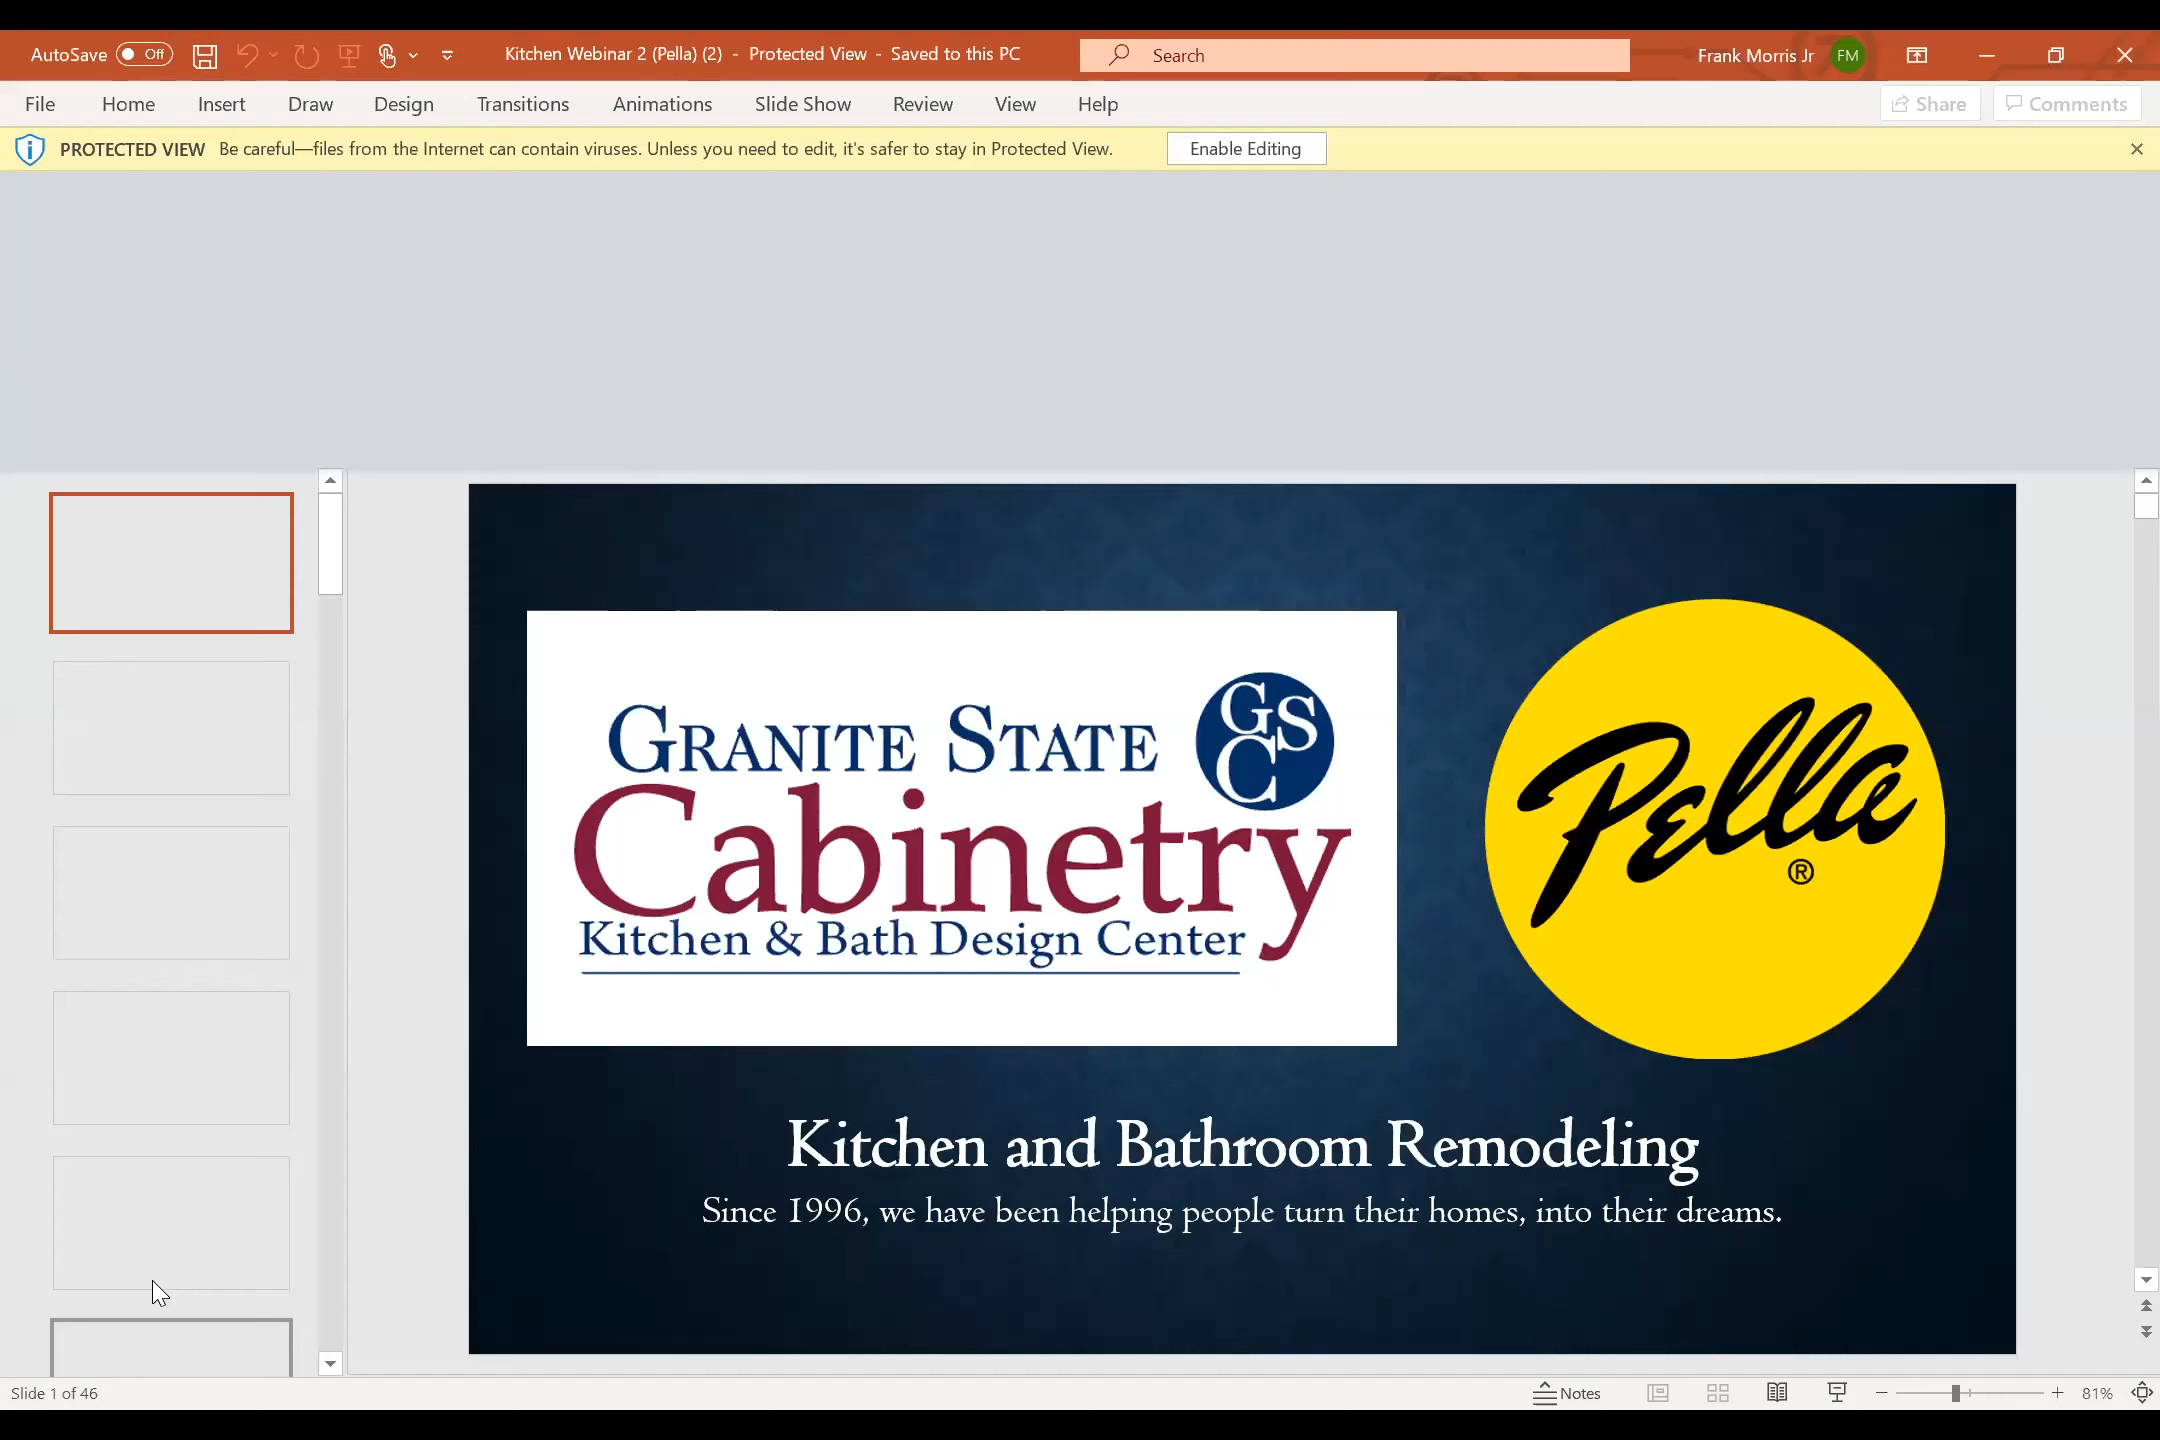 AutoSave Off Kitchen Webinar 2 (Pella) (2) - Protected View - Saved to this PC Search Frank Morris Jr FM
File Home Insert Draw Design Transitions Animations Slide Show Review View Help Share Comments
PROTECTED VIEW Be careful—files from the Internet can contain viruses. Unless you need to edit, it's safer to stay in Protected View. Enable Editing
GRANITE STATE GSC
Cabinetry
Kitchen & Bath Design Center
Pella
®
Kitchen and Bathroom Remodeling
Since 1996, we have been helping people turn their homes, into their dreams.
Slide 1 of 46 Notes 81%